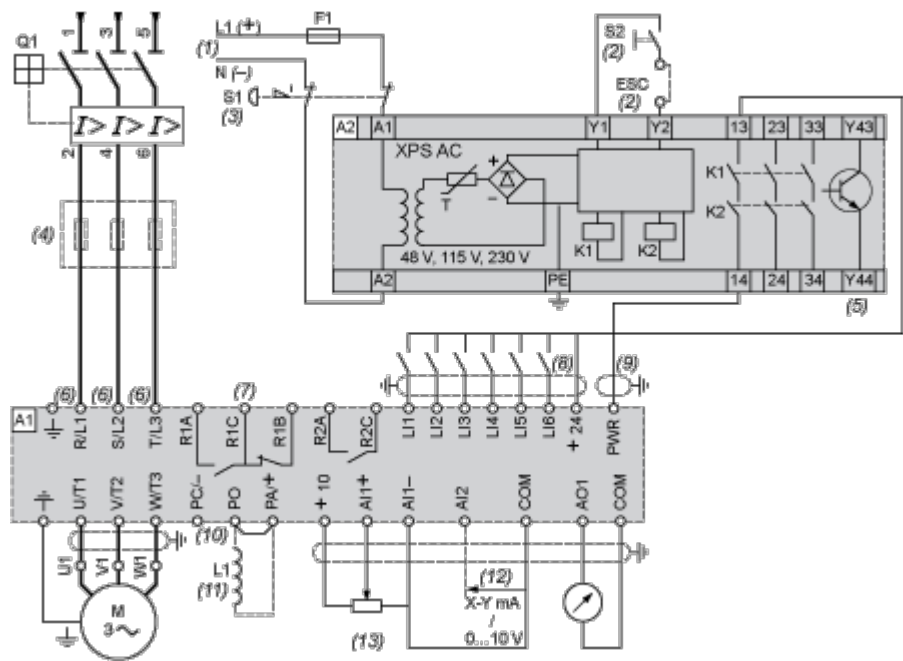 Q1
1 3 5
I> I> I>
2 4 6
(4)
(1)
L1 (+)
F1
N (–)
S1
(3)
S2
(2)
ESC
(2)
A2 A1 Y1 Y2 13 23 33 Y43
XPS AC
T
+
–
K1
K2
48 V, 115 V, 230 V
K1 K2
A2 PE 14 24 34 Y44
(5)
(6) (6) (6) (7) (8) (9)
A1
R/L1 S/L2 T/L3 R1A R1C R1B R2A R2C LI1 LI2 LI3 LI4 LI5 LI6 + 24 PWR
U/T1 V/T2 W/T3 PC/– PO PA/+ + 10 AI1+ AI1– AI2 COM AO1 COM
(10)
U1 V1 W1
L1
(11)
(12)
X-Y mA
/
0...10 V
(13)
M
3~